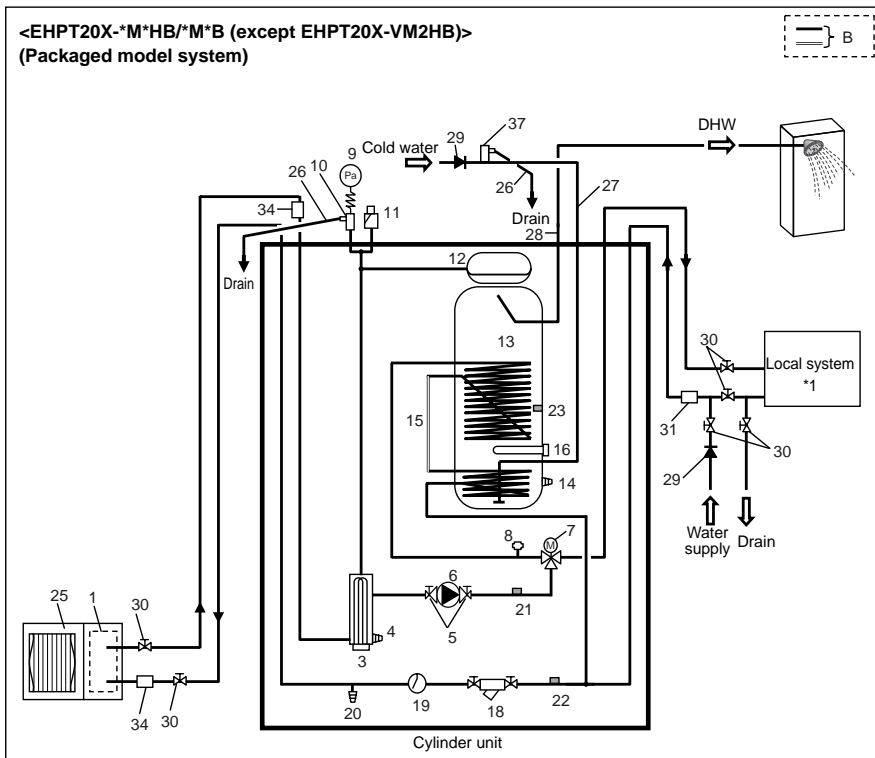 <EHPT20X-*M*HB/*M*B (except EHPT20X-VM2HB)>
(Packaged model system)
B
37
DHW
29
Cold water
9
Pa
10
26
11
34
26
27
Drain
28
Drain
12
13
30
Local system
*1
23
15
31
30
16
14
29
7
8
M
Water
supply
Drain
6
25
1
30
21
4
5
3
34
30
20
19
18
22
Cylinder unit